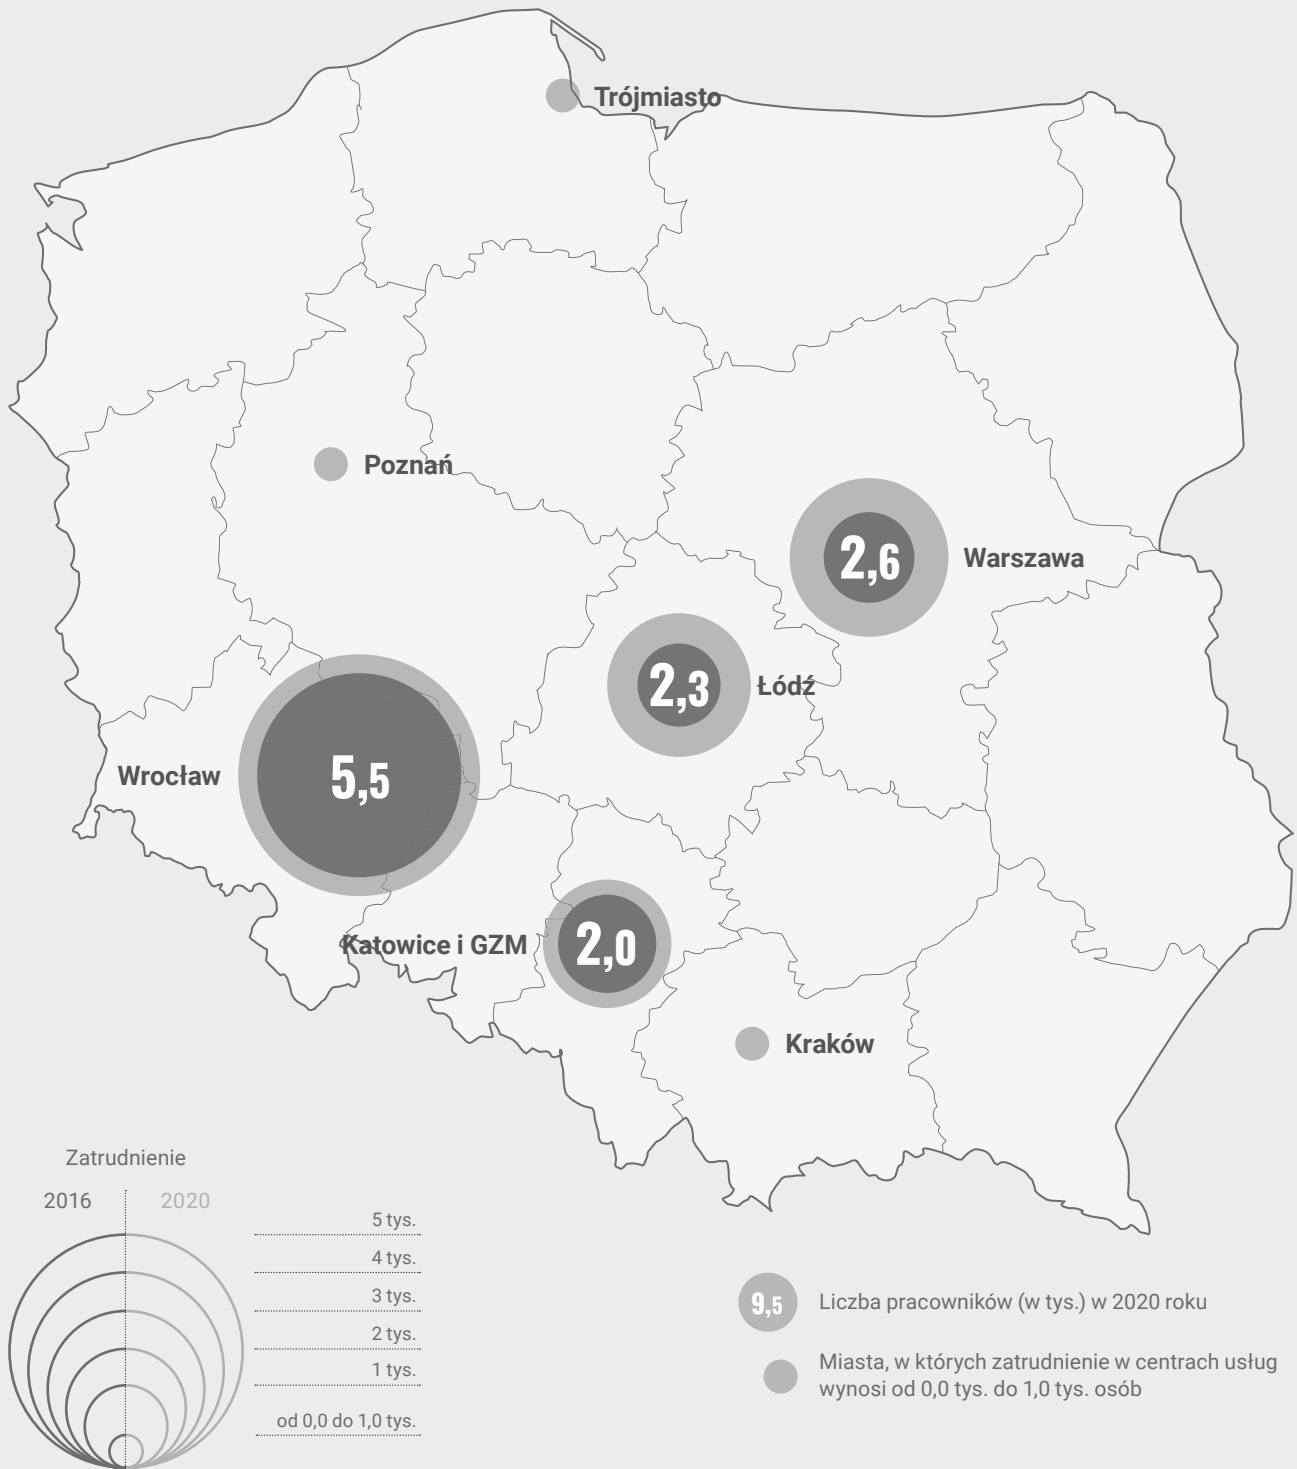 Trójmiasto
Poznań
2,6
Warszawa
2,3
Łódź
Wrocław
5,5
Katowice i GZM
2,0
Kraków
Zatrudnienie
2016
2020
5 tys.
4 tys.
3 tys.
2 tys.
1 tys.
od 0,0 do 1,0 tys.
9,5
Liczba pracowników (w tys.) w 2020 roku
Miasta, w których zatrudnienie w centrach usług
wynosi od 0,0 tys. do 1,0 tys. osób